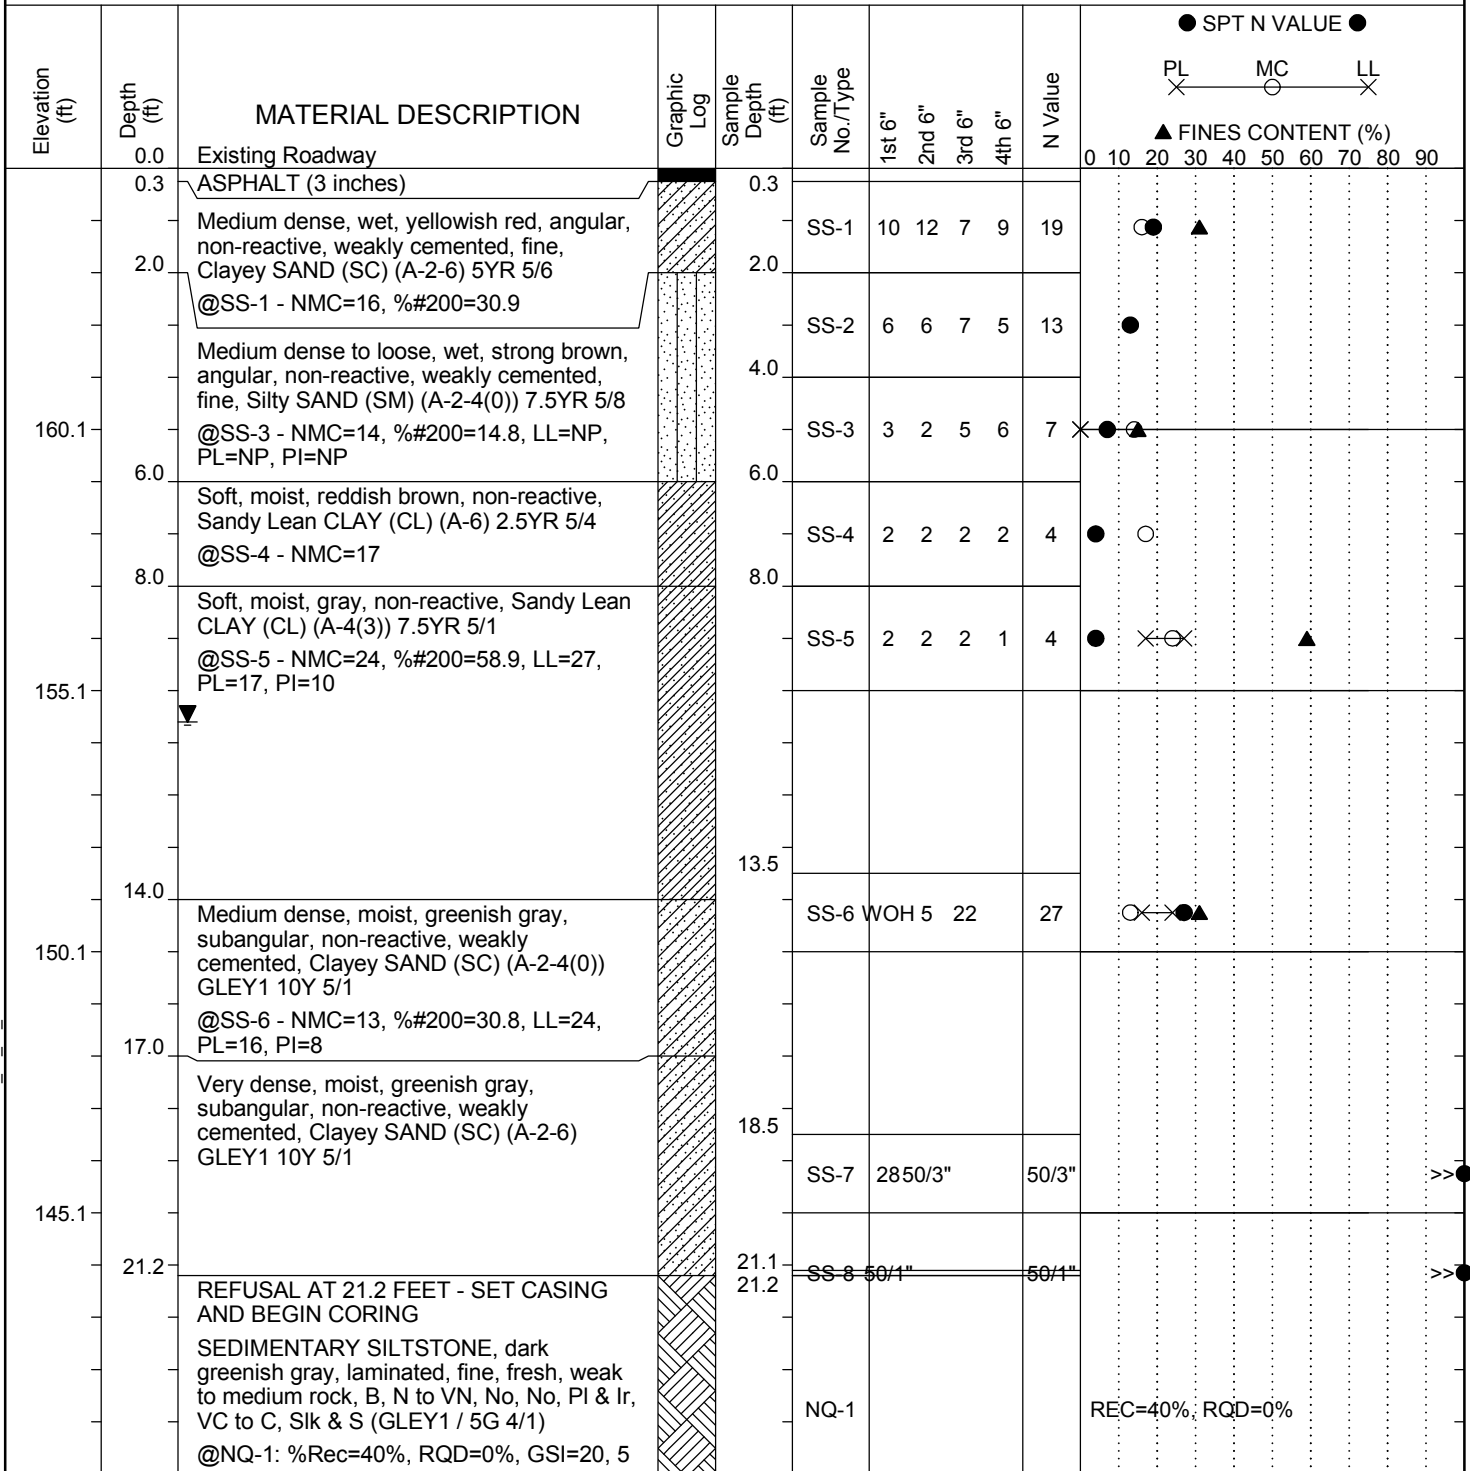 ● SPT N VALUE ●
PL MC LL
▲ FINES CONTENT (%)
0 10 20 30 40 50 60 70 80 90
Elevation (ft)
Depth (ft)
MATERIAL DESCRIPTION
Graphic Log
Sample Depth (ft)
Sample No./Type
1st 6"
2nd 6"
3rd 6"
4th 6"
N Value
0.0 Existing Roadway
0.3 ASPHALT (3 inches) 0.3
Medium dense, wet, yellowish red, angular,
non-reactive, weakly cemented, fine,
Clayey SAND (SC) (A-2-6) 5YR 5/6
@SS-1 - NMC=16, %#200=30.9
SS-1 10 12 7 9 19
2.0 2.0
Medium dense to loose, wet, strong brown,
angular, non-reactive, weakly cemented,
fine, Silty SAND (SM) (A-2-4(0)) 7.5YR 5/8
@SS-3 - NMC=14, %#200=14.8, LL=NP,
PL=NP, PI=NP
SS-2 6 6 7 5 13
4.0
160.1 SS-3 3 2 5 6 7
6.0 6.0
Soft, moist, reddish brown, non-reactive,
Sandy Lean CLAY (CL) (A-6) 2.5YR 5/4
@SS-4 - NMC=17
SS-4 2 2 2 2 4
8.0 8.0
Soft, moist, gray, non-reactive, Sandy Lean
CLAY (CL) (A-4(3)) 7.5YR 5/1
@SS-5 - NMC=24, %#200=58.9, LL=27,
PL=17, PI=10
SS-5 2 2 2 1 4
155.1
13.5
14.0
Medium dense, moist, greenish gray,
subangular, non-reactive, weakly
cemented, Clayey SAND (SC) (A-2-4(0))
GLEY1 10Y 5/1
@SS-6 - NMC=13, %#200=30.8, LL=24,
PL=16, PI=8
SS-6 WOH 5 22 27
150.1
17.0
Very dense, moist, greenish gray,
subangular, non-reactive, weakly
cemented, Clayey SAND (SC) (A-2-6)
GLEY1 10Y 5/1
18.5
SS-7 28 50/3" 50/3" >>
145.1
21.2 21.1
SS-8 50/1" 50/1" >>
21.2
REFUSAL AT 21.2 FEET - SET CASING
AND BEGIN CORING
SEDIMENTARY SILTSTONE, dark
greenish gray, laminated, fine, fresh, weak
to medium rock, B, N to VN, No, No, Pl & Ir,
VC to C, Slk & S (GLEY1 / 5G 4/1)
NQ-1 REC=40%, RQD=0%
@NQ-1: %Rec=40%, RQD=0%, GSI=20, 5